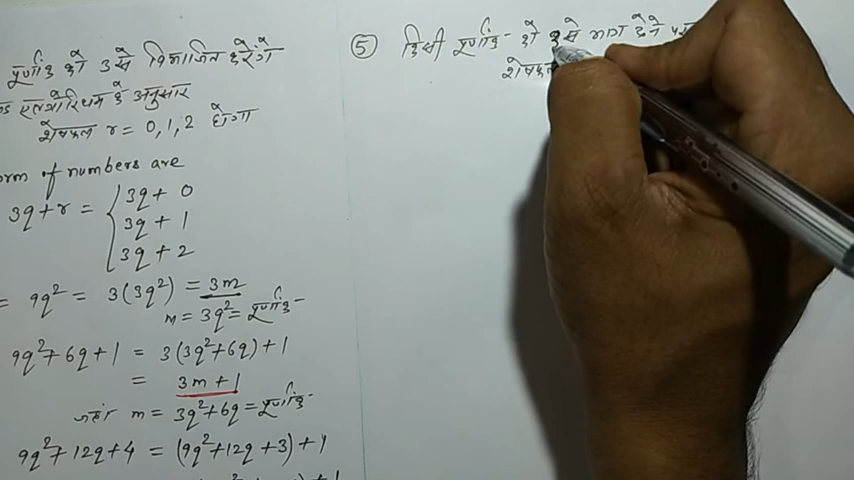 पूर्णांक को 3 से विभाजित करेंगे
एल्गोरिथम के अनुसार
शेषफल r = 0, 1, 2 होगा
form of numbers are
3q + r = { 3q + 0
3q + 1
3q + 2
= 9q² = 3(3q²) = 3m
m = 3q² = पूर्णांक
9q² + 6q + 1 = 3(3q² + 6q) + 1
= 3m + 1
जहां m = 3q² + 6q = पूर्णांक
9q² + 12q + 4 = (9q² + 12q + 3) + 1
⑤ किसी पूर्णांक को 3 से भाग देने पर
शेषफल